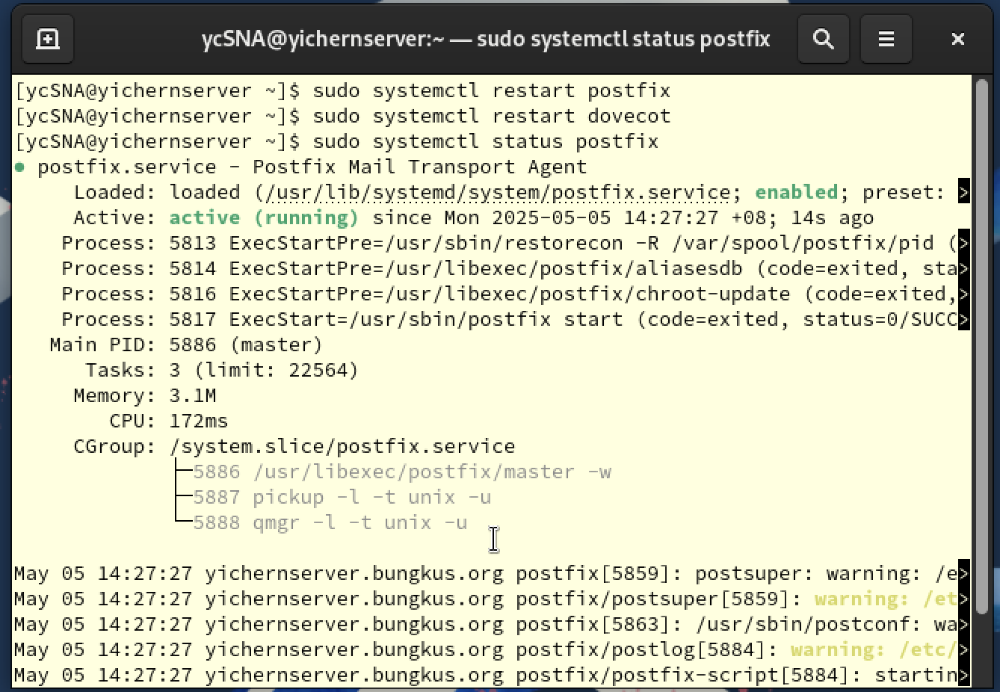 ycSNA@yichernserver:~ — sudo systemctl status postfix
[ycSNA@yichernserver ~]$ sudo systemctl restart postfix
[ycSNA@yichernserver ~]$ sudo systemctl restart dovecot
[ycSNA@yichernserver ~]$ sudo systemctl status postfix
● postfix.service - Postfix Mail Transport Agent
Loaded: loaded (/usr/lib/systemd/system/postfix.service; enabled; preset: >
Active: active (running) since Mon 2025-05-05 14:27:27 +08; 14s ago
Process: 5813 ExecStartPre=/usr/sbin/restorecon -R /var/spool/postfix/pid (>
Process: 5814 ExecStartPre=/usr/libexec/postfix/aliasesdb (code=exited, sta>
Process: 5816 ExecStartPre=/usr/libexec/postfix/chroot-update (code=exited,>
Process: 5817 ExecStart=/usr/sbin/postfix start (code=exited, status=0/SUCC>
Main PID: 5886 (master)
Tasks: 3 (limit: 22564)
Memory: 3.1M
CPU: 172ms
CGroup: /system.slice/postfix.service
├─5886 /usr/libexec/postfix/master -w
├─5887 pickup -l -t unix -u
└─5888 qmgr -l -t unix -u
May 05 14:27:27 yichernserver.bungkus.org postfix[5859]: postsuper: warning: /e>
May 05 14:27:27 yichernserver.bungkus.org postfix/postsuper[5859]: warning: /et>
May 05 14:27:27 yichernserver.bungkus.org postfix[5863]: /usr/sbin/postconf: wa>
May 05 14:27:27 yichernserver.bungkus.org postfix/postlog[5884]: warning: /etc/>
May 05 14:27:27 yichernserver.bungkus.org postfix/postfix-script[5884]: startin>